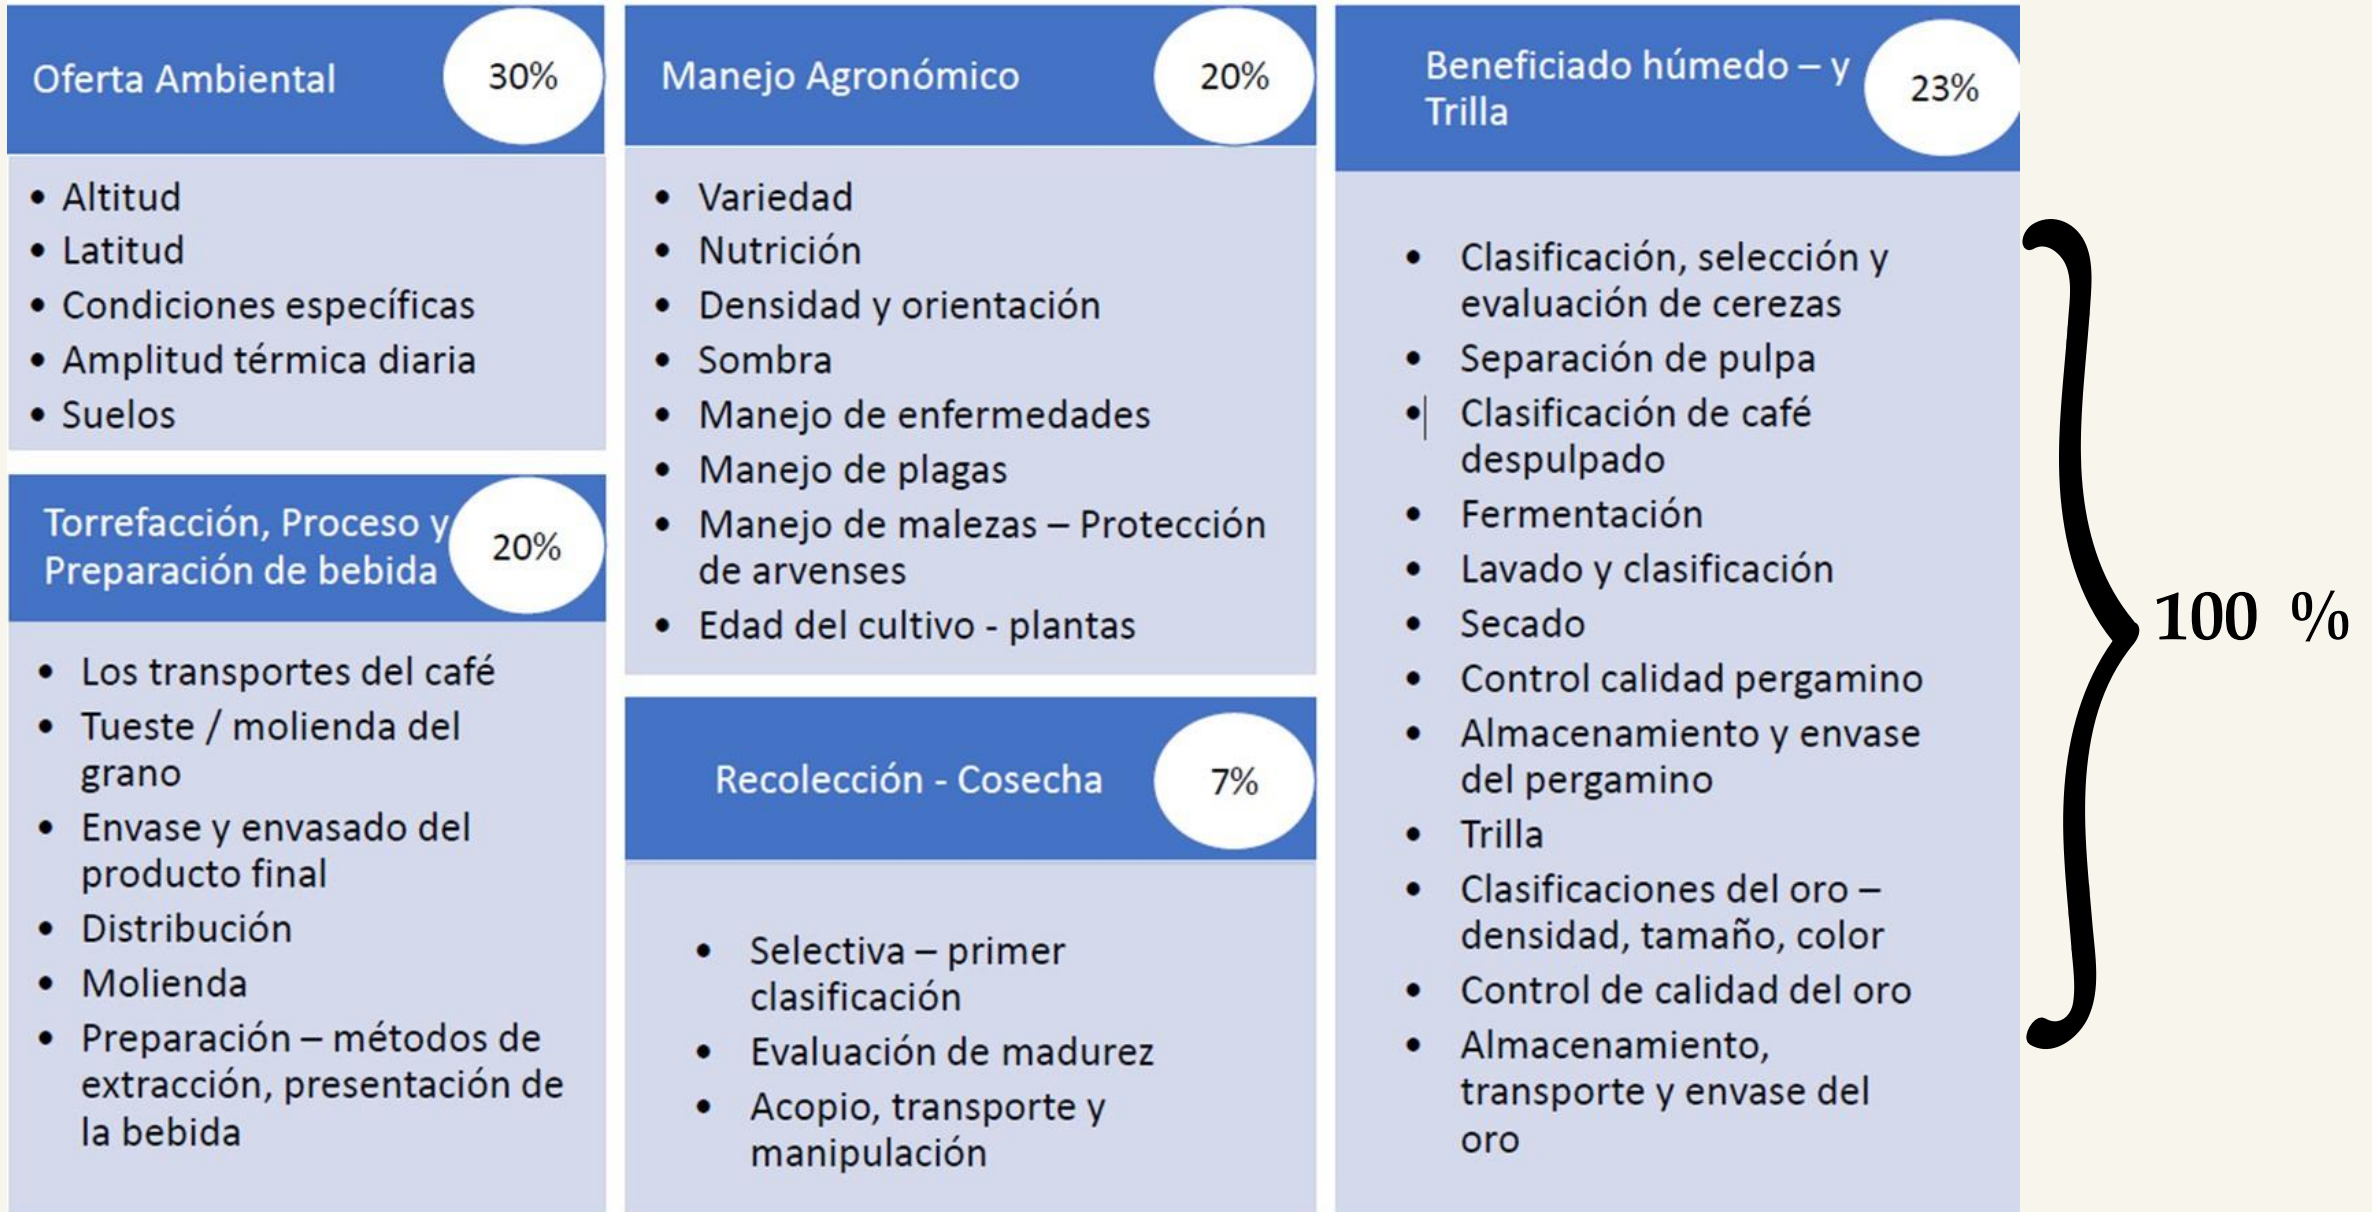 Oferta Ambiental
30%
• Altitud
• Latitud
• Condiciones específicas
• Amplitud térmica diaria
• Suelos
Torrefacción, Proceso y
Preparación de bebida
20%
• Los transportes del café
• Tueste / molienda del
grano
• Envase y envasado del
producto final
• Distribución
• Molienda
• Preparación – métodos de
extracción, presentación de
la bebida
Manejo Agronómico
20%
• Variedad
• Nutrición
• Densidad y orientación
• Sombra
• Manejo de enfermedades
• Manejo de plagas
• Manejo de malezas – Protección
de arvenses
• Edad del cultivo - plantas
Recolección - Cosecha
7%
• Selectiva – primer
clasificación
• Evaluación de madurez
• Acopio, transporte y
manipulación
Beneficiado húmedo – y
Trilla
23%
• Clasificación, selección y
evaluación de cerezas
• Separación de pulpa
• Clasificación de café
despulpado
• Fermentación
• Lavado y clasificación
• Secado
• Control calidad pergamino
• Almacenamiento y envase
del pergamino
• Trilla
• Clasificaciones del oro –
densidad, tamaño, color
• Control de calidad del oro
• Almacenamiento,
transporte y envase del
oro
100 %